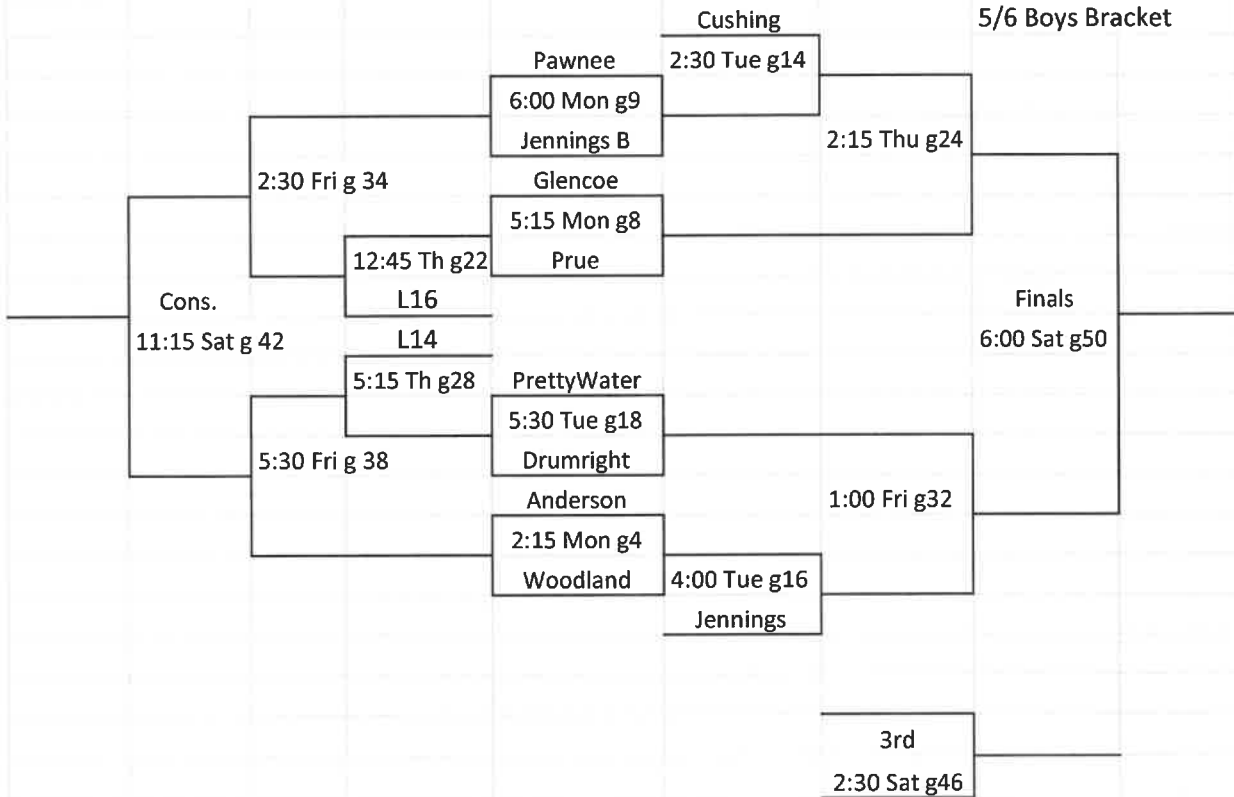 Cushing
5/6 Boys Bracket
Pawnee
2:30 Tue g14
6:00 Mon g9
Jennings B
2:15 Thu g24
2:30 Fri g 34
Glencoe
5:15 Mon g8
12:45 Th g22
Prue
Cons.
L16
Finals
11:15 Sat g 42
L14
6:00 Sat g50
5:15 Th g28
PrettyWater
5:30 Tue g18
5:30 Fri g 38
Drumright
Anderson
1:00 Fri g32
2:15 Mon g4
Woodland
4:00 Tue g16
Jennings
3rd
2:30 Sat g46